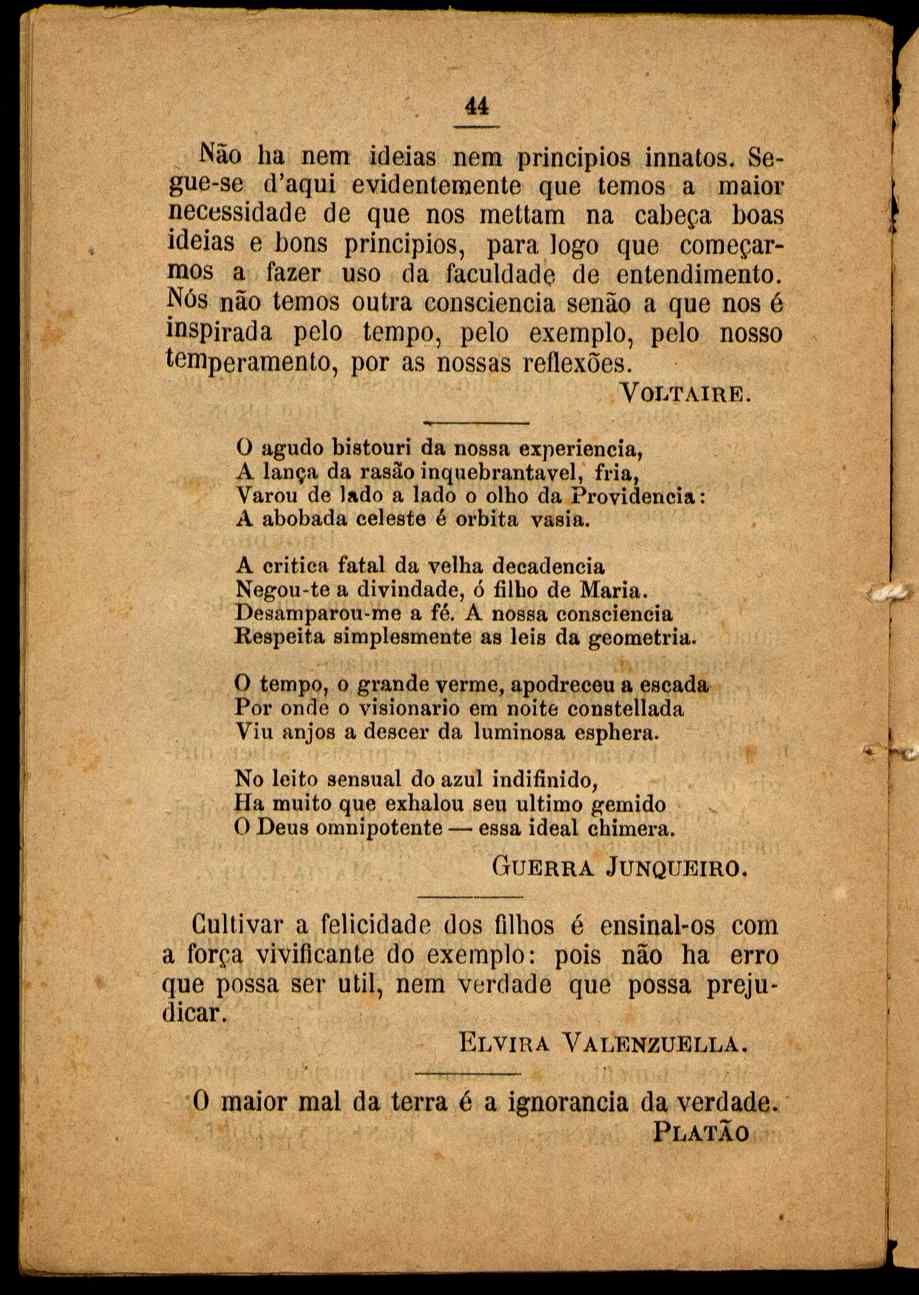 44
Não ha nem ideias nem principios innatos. Se-
gue-se d'aqui evidentemente que temos a maior
necessidade de que nos mettam na cabeça boas
ideias e bons principios, para logo que começar-
mos a fazer uso da faculdade de entendimento.
Nós não temos outra consciencia senão a que nos é
inspirada pelo tempo, pelo exemplo, pelo nosso
temperamento, por as nossas reflexões.
VOLTAIRE.
O agudo bistouri da nossa experiencia,
A lança da rasão inquebrantavel, fria,
Varou de lado a lado o olho da Providencia:
A abobada celeste é orbita vasia.
A critica fatal da velha decadencia
Negou-te a divindade, ó filho de Maria.
Desamparou-me a fé. A nossa consciencia
Respeita simplesmente as leis da geometria.
O tempo, o grande verme, apodreceu a escada
Por onde o visionario em noite constellada
Viu anjos a descer da luminosa esphera.
No leito sensual do azul indifinido,
Ha muito que exhalou seu ultimo gemido
O Deus omnipotente — essa ideal chimera.
GUERRA JUNQUEIRO.
Cultivar a felicidade dos filhos é ensinal-os com
a força vivificante do exemplo: pois não ha erro
que possa ser util, nem verdade que possa preju-
dicar.
ELVIRA VALENZUELLA.
O maior mal da terra é a ignorancia da verdade.
PLATÃO